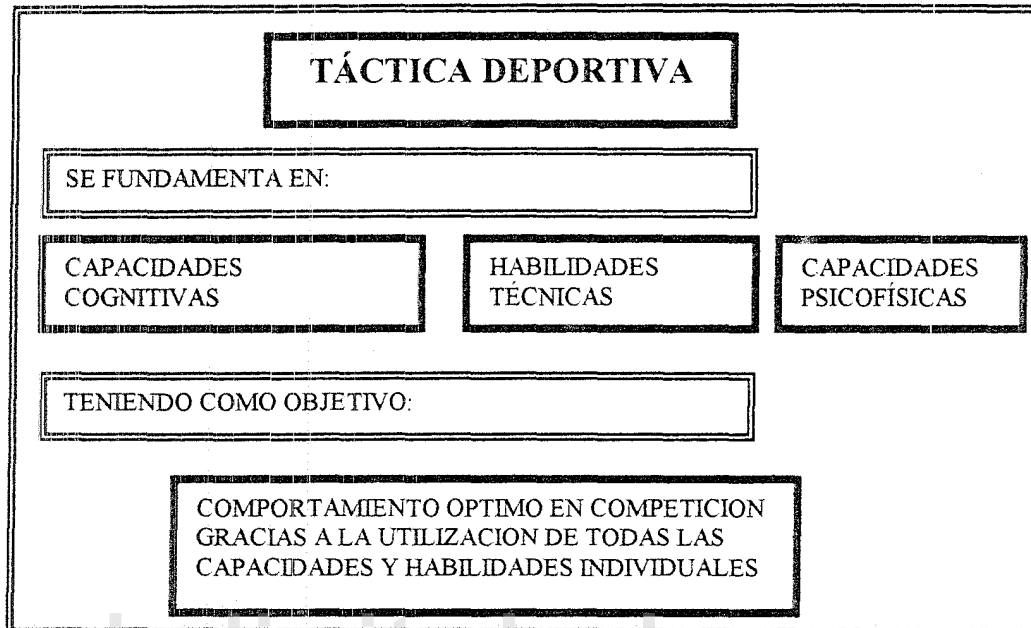 TÁCTICA DEPORTIVA
SE FUNDAMENTA EN:
CAPACIDADES
COGNITIVAS
HABILIDADES
TÉCNICAS
CAPACIDADES
PSICOFÍSICAS
TENIENDO COMO OBJETIVO:
COMPORTAMIENTO OPTIMO EN COMPETICION
GRACIAS A LA UTILIZACION DE TODAS LAS
CAPACIDADES Y HABILIDADES INDIVIDUALES